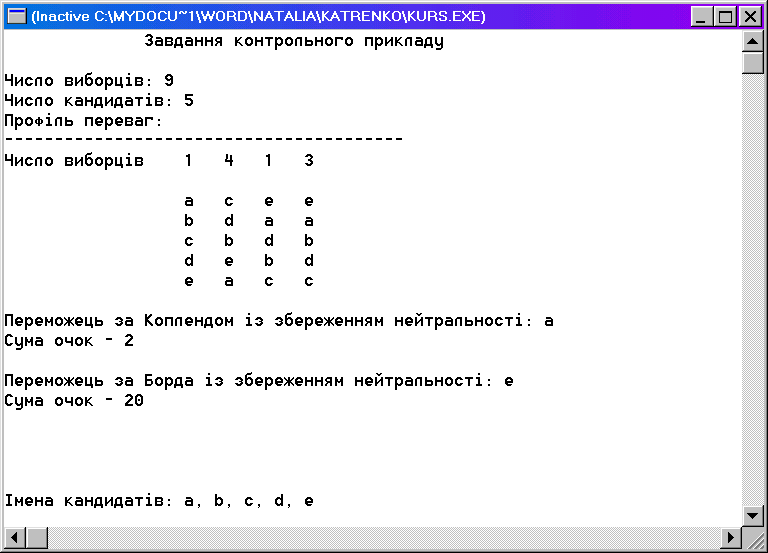 (Inactive C:\MYDOCU~1\WORD\NATALIA\KATRENKO\KURS.EXE)
Завдання контрольного прикладу
Число виборців: 9
Число кандидатів: 5
Профіль переваг:
----------------------------------------
Число виборців 1 4 1 3
a c e e
b d a a
c b d b
d e b d
e a c c
Переможець за Коплендом із збереженням нейтральності: a
Сума очок - 2
Переможець за Борда із збереженням нейтральності: e
Сума очок - 20
Імена кандидатів: a, b, c, d, e